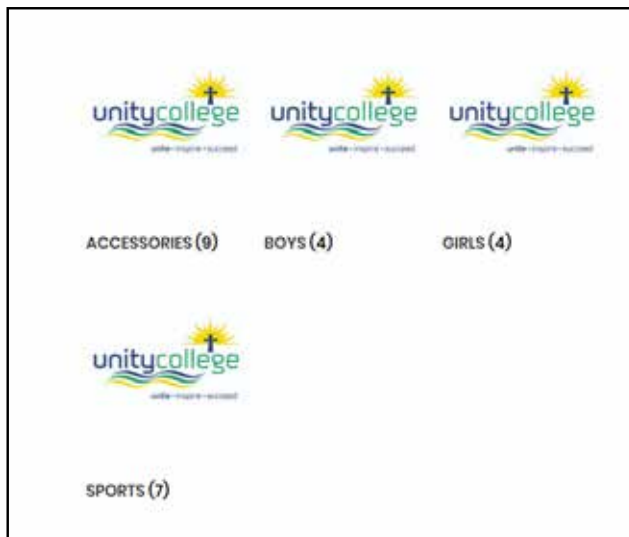 unitycollege unitycollege unitycollege
unite • inspire • succeed unite • inspire • succeed unite • inspire • succeed
ACCESSORIES (9) BOYS (4) GIRLS (4)
unitycollege
unite • inspire • succeed
SPORTS (7)